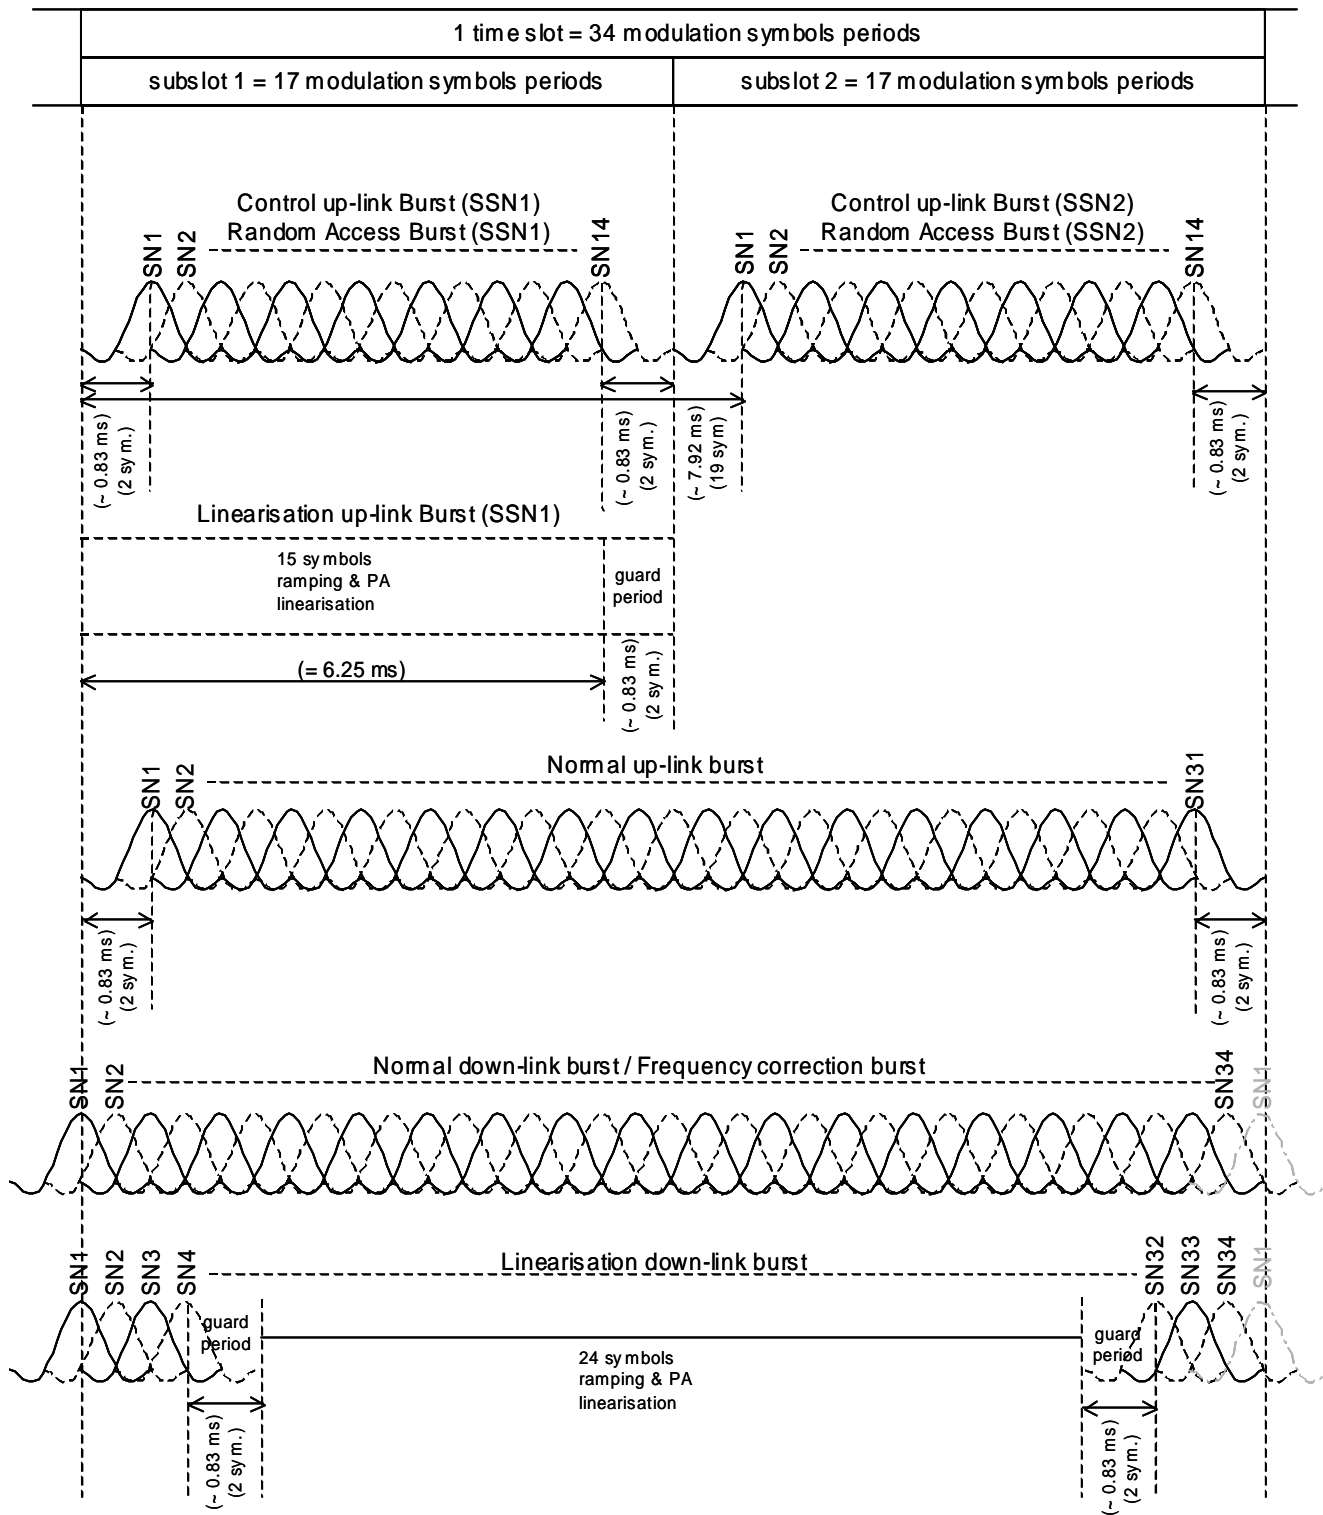 1 time slot = 34 modulation symbols periods
subslot 1 = 17 modulation symbols periods
subslot 2 = 17 modulation symbols periods
Control up-link Burst (SSN1)
Random Access Burst (SSN1)
SN1
SN2
SN14
Control up-link Burst (SSN2)
Random Access Burst (SSN2)
SN1
SN2
SN14
(~ 0.83 ms)
(2 sym.)
(~ 0.83 ms)
(2 sym.)
(~ 7.92 ms)
(19 sym)
(~ 0.83 ms)
(2 sym.)
Linearisation up-link Burst (SSN1)
15 symbols
ramping & PA
linearisation
guard
period
(= 6.25 ms)
(~ 0.83 ms)
(2 sym.)
Normal up-link burst
SN1
SN2
SN31
(~ 0.83 ms)
(2 sym.)
(~ 0.83 ms)
(2 sym.)
Normal down-link burst / Frequency correction burst
SN1
SN2
SN34
SN1
Linearisation down-link burst
SN1
SN2
SN3
SN4
SN32
SN33
SN34
SN1
guard
period
24 symbols
ramping & PA
linearisation
guard
period
(~ 0.83 ms)
(2 sym.)
(~ 0.83 ms)
(2 sym.)